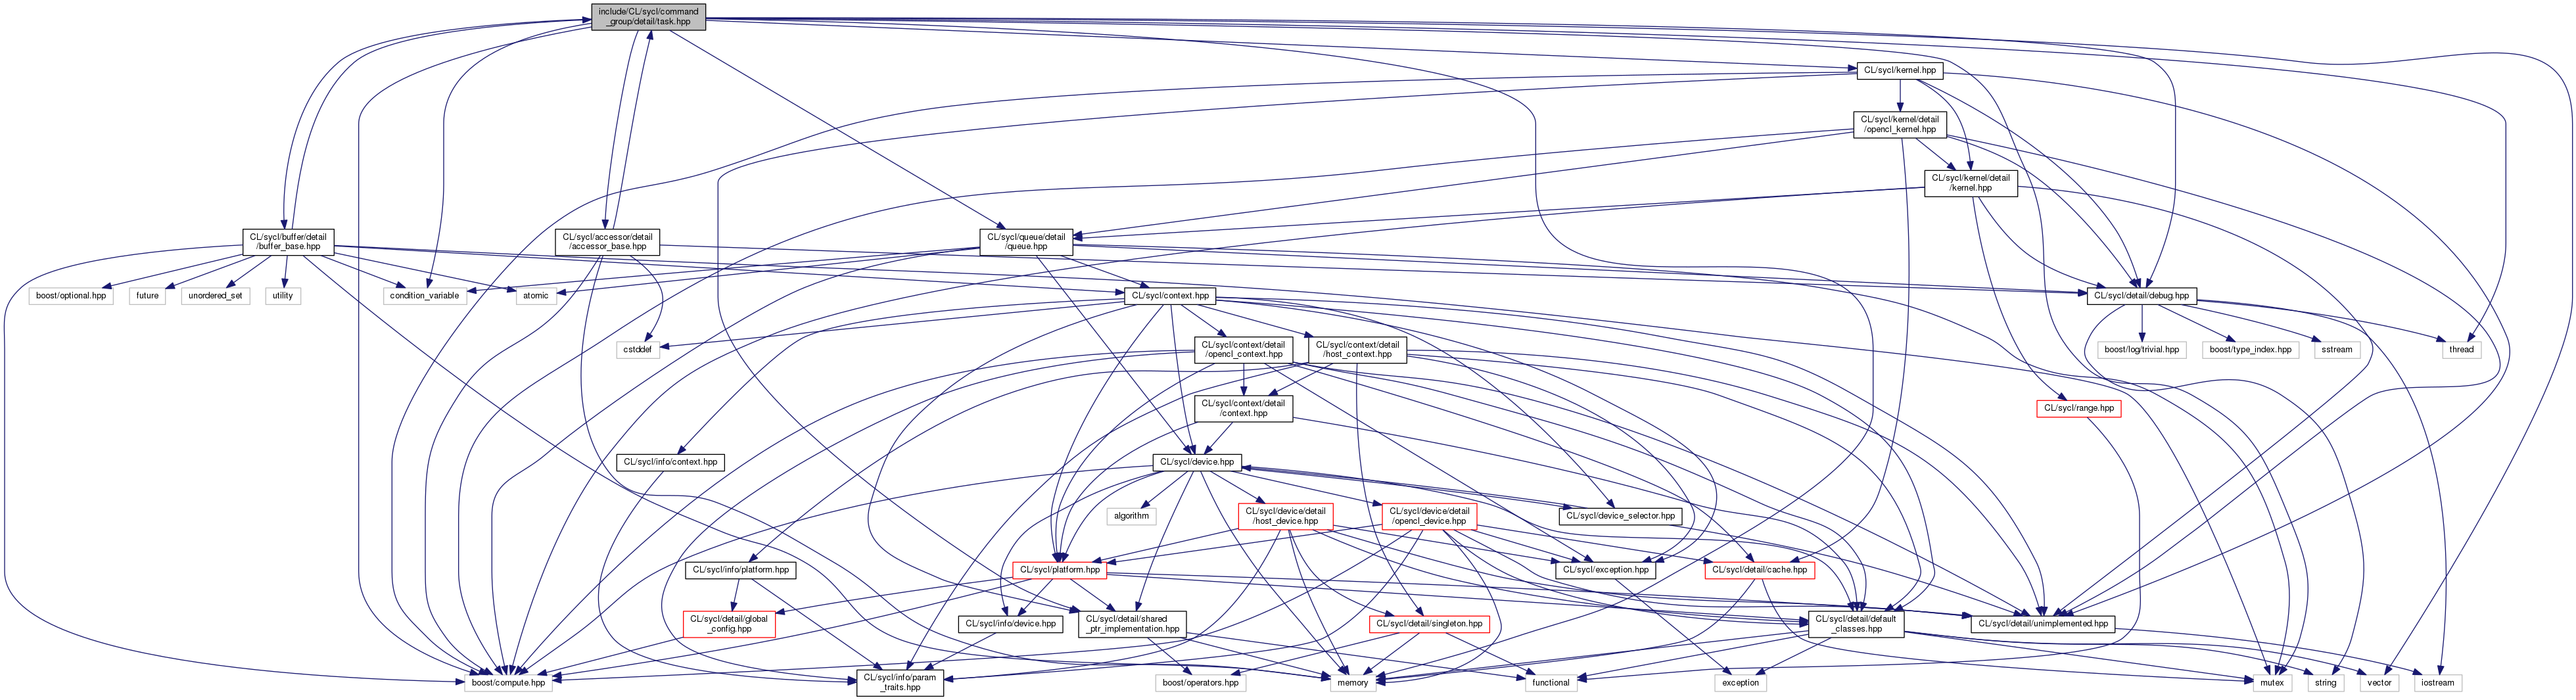 include/CL/sycl/command
_group/detail/task.hpp
CL/sycl/kernel.hpp
CL/sycl/kernel/detail
/opencl_kernel.hpp
CL/sycl/kernel/detail
/kernel.hpp
CL/sycl/buffer/detail
/buffer_base.hpp
CL/sycl/accessor/detail
/accessor_base.hpp
CL/sycl/queue/detail
/queue.hpp
boost/optional.hpp
future
unordered_set
utility
condition_variable
atomic
CL/sycl/context.hpp
CL/sycl/detail/debug.hpp
cstddef
CL/sycl/context/detail
/opencl_context.hpp
CL/sycl/context/detail
/host_context.hpp
boost/log/trivial.hpp
boost/type_index.hpp
sstream
thread
CL/sycl/context/detail
/context.hpp
CL/sycl/range.hpp
CL/sycl/info/context.hpp
CL/sycl/device.hpp
algorithm
CL/sycl/device/detail
/host_device.hpp
CL/sycl/device/detail
/opencl_device.hpp
CL/sycl/device_selector.hpp
CL/sycl/info/platform.hpp
CL/sycl/platform.hpp
CL/sycl/exception.hpp
CL/sycl/detail/cache.hpp
CL/sycl/detail/global
_config.hpp
CL/sycl/info/device.hpp
CL/sycl/detail/shared
_ptr_implementation.hpp
CL/sycl/detail/singleton.hpp
CL/sycl/detail/default
_classes.hpp
CL/sycl/detail/unimplemented.hpp
boost/compute.hpp
CL/sycl/info/param
_traits.hpp
boost/operators.hpp
memory
functional
exception
mutex
string
vector
iostream